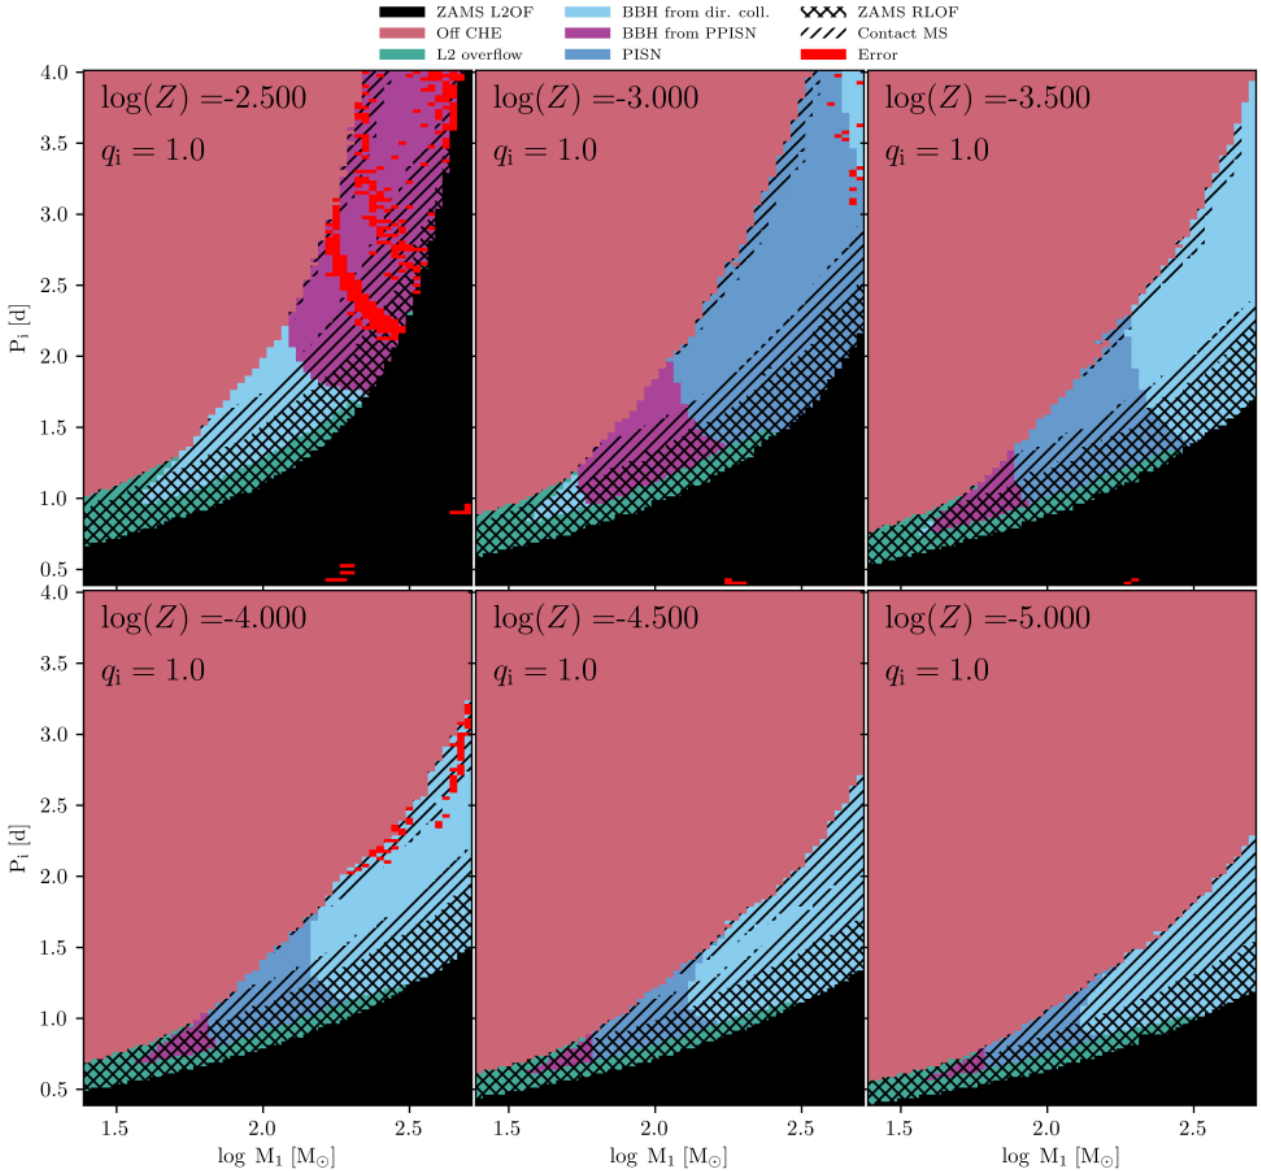 ZAMS L2OF
BBH from dir. coll.
ZAMS RLOF
Off CHE
BBH from PPISN
Contact MS
L2 overflow
PISN
Error
log(Z) =-2.500
qi = 1.0
log(Z) =-3.000
qi = 1.0
log(Z) =-3.500
qi = 1.0
4.0
3.5
3.0
2.5
2.0
1.5
1.0
0.5
Pi [d]
log(Z) =-4.000
qi = 1.0
log(Z) =-4.500
qi = 1.0
log(Z) =-5.000
qi = 1.0
4.0
3.5
3.0
2.5
2.0
1.5
1.0
0.5
Pi [d]
1.5 2.0 2.5
1.5 2.0 2.5
1.5 2.0 2.5
log M1 [M⊙]
log M1 [M⊙]
log M1 [M⊙]